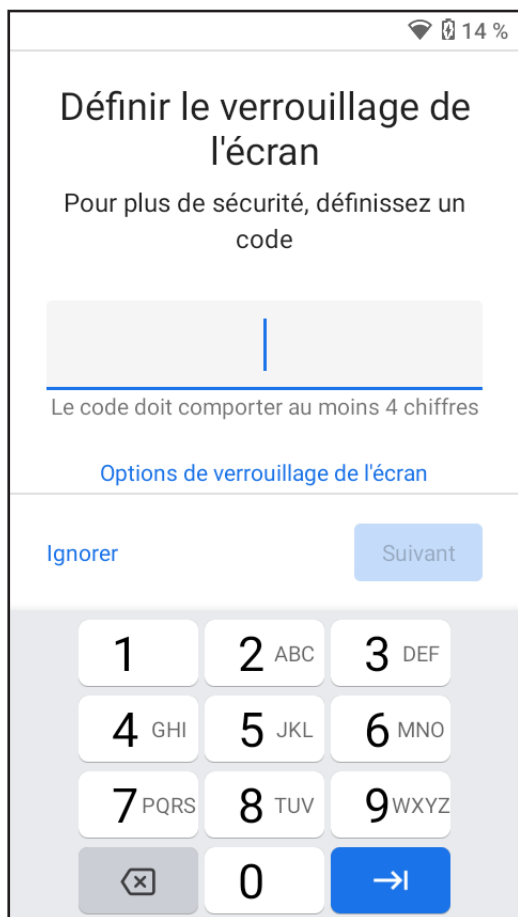 14 %
Définir le verrouillage de
l'écran
Pour plus de sécurité, définissez un
code
Le code doit comporter au moins 4 chiffres
Options de verrouillage de l'écran
Ignorer Suivant
1 2 ABC 3 DEF
4 GHI 5 JKL 6 MNO
7 PQRS 8 TUV 9 WXYZ
0